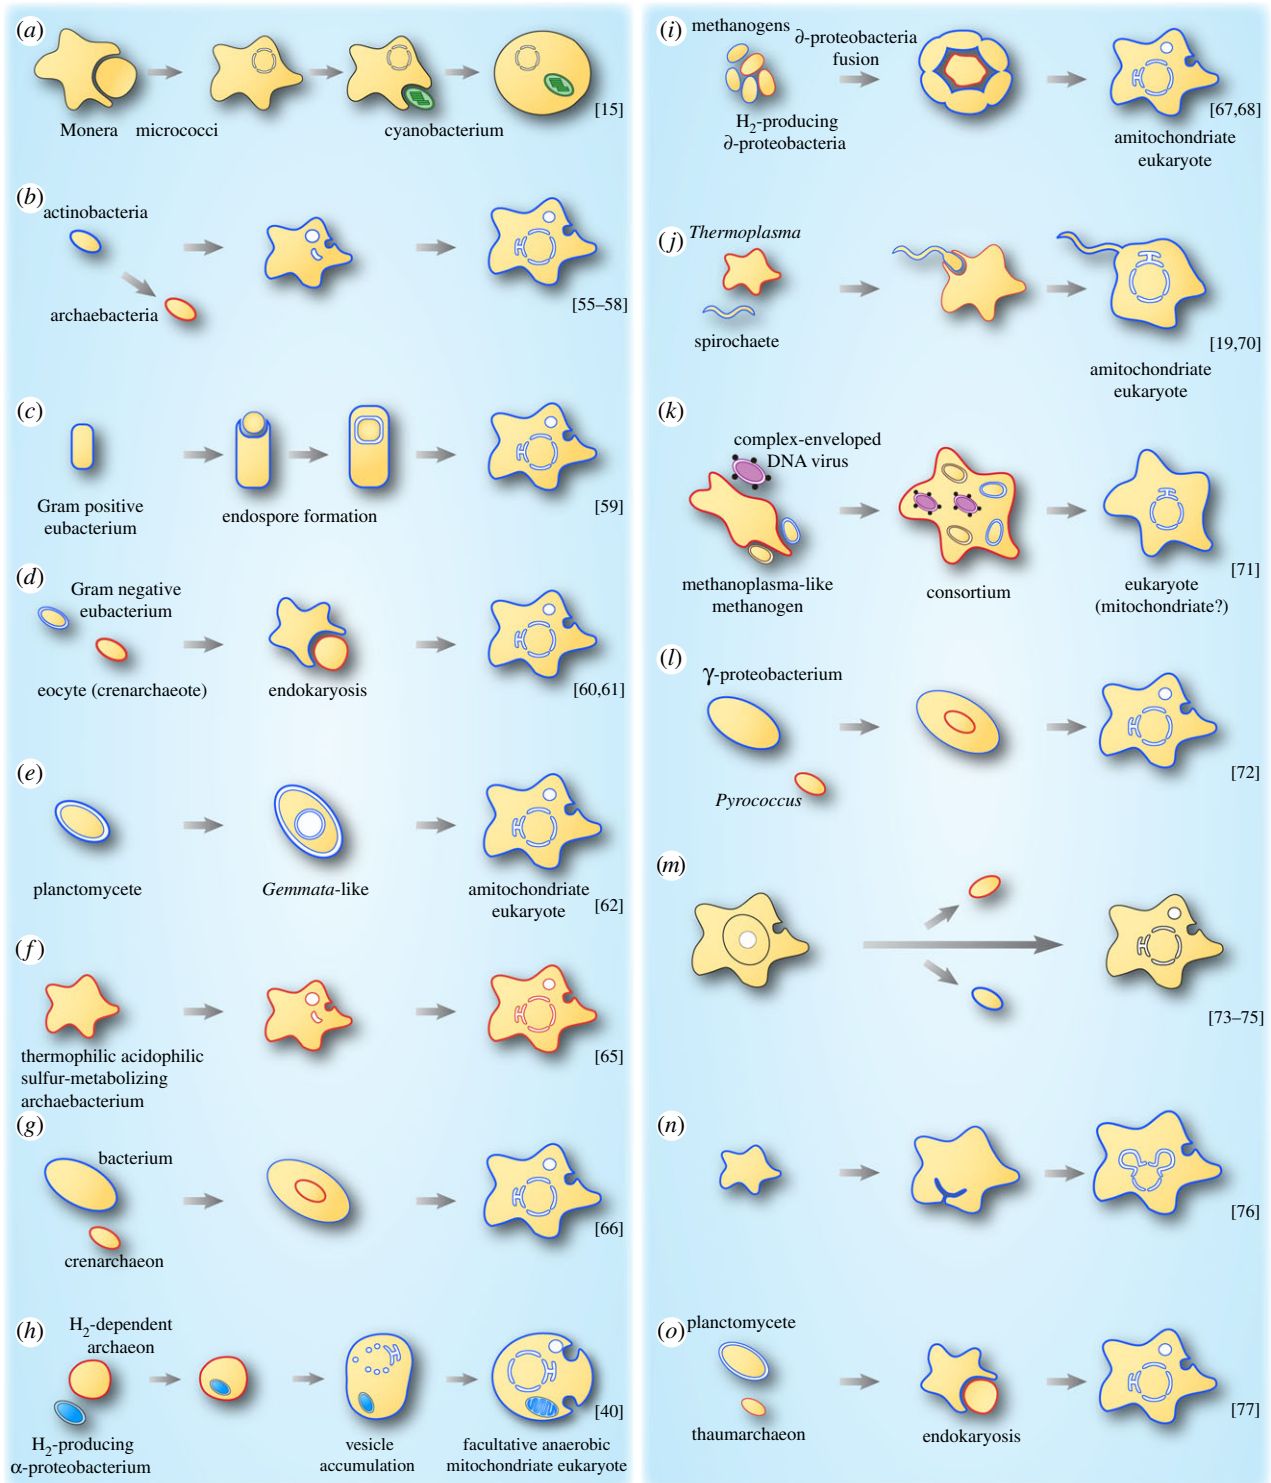 (a)
Monera
micrococci
cyanobacterium
[15]
(b)
actinobacteria
archaebacteria
[55–58]
(c)
Gram positive
eubacterium
endospore formation
[59]
(d)
Gram negative
eubacterium
eocyte (crenarchaeote)
endokaryosis
[60,61]
(e)
planctomycete
Gemmata-like
amitochondriate
eukaryote
[62]
(f)
thermophilic acidophilic
sulfur-metabolizing
archaebacterium
[65]
(g)
bacterium
crenarchaeon
[66]
(h)
H2-dependent
archaeon
H2-producing
α-proteobacterium
vesicle
accumulation
facultative anaerobic
mitochondriate eukaryote
[40]
(i)
methanogens
H2-producing
∂-proteobacteria
∂-proteobacteria
fusion
[67,68]
amitochondriate
eukaryote
(j)
Thermoplasma
spirochaete
[19,70]
amitochondriate
eukaryote
(k)
complex-enveloped
DNA virus
methanoplasma-like
methanogen
consortium
eukaryote
(mitochondriate?)
[71]
(l)
γ-proteobacterium
Pyrococcus
[72]
(m)
[73–75]
(n)
[76]
(o)
planctomycete
thaumarchaeon
endokaryosis
[77]